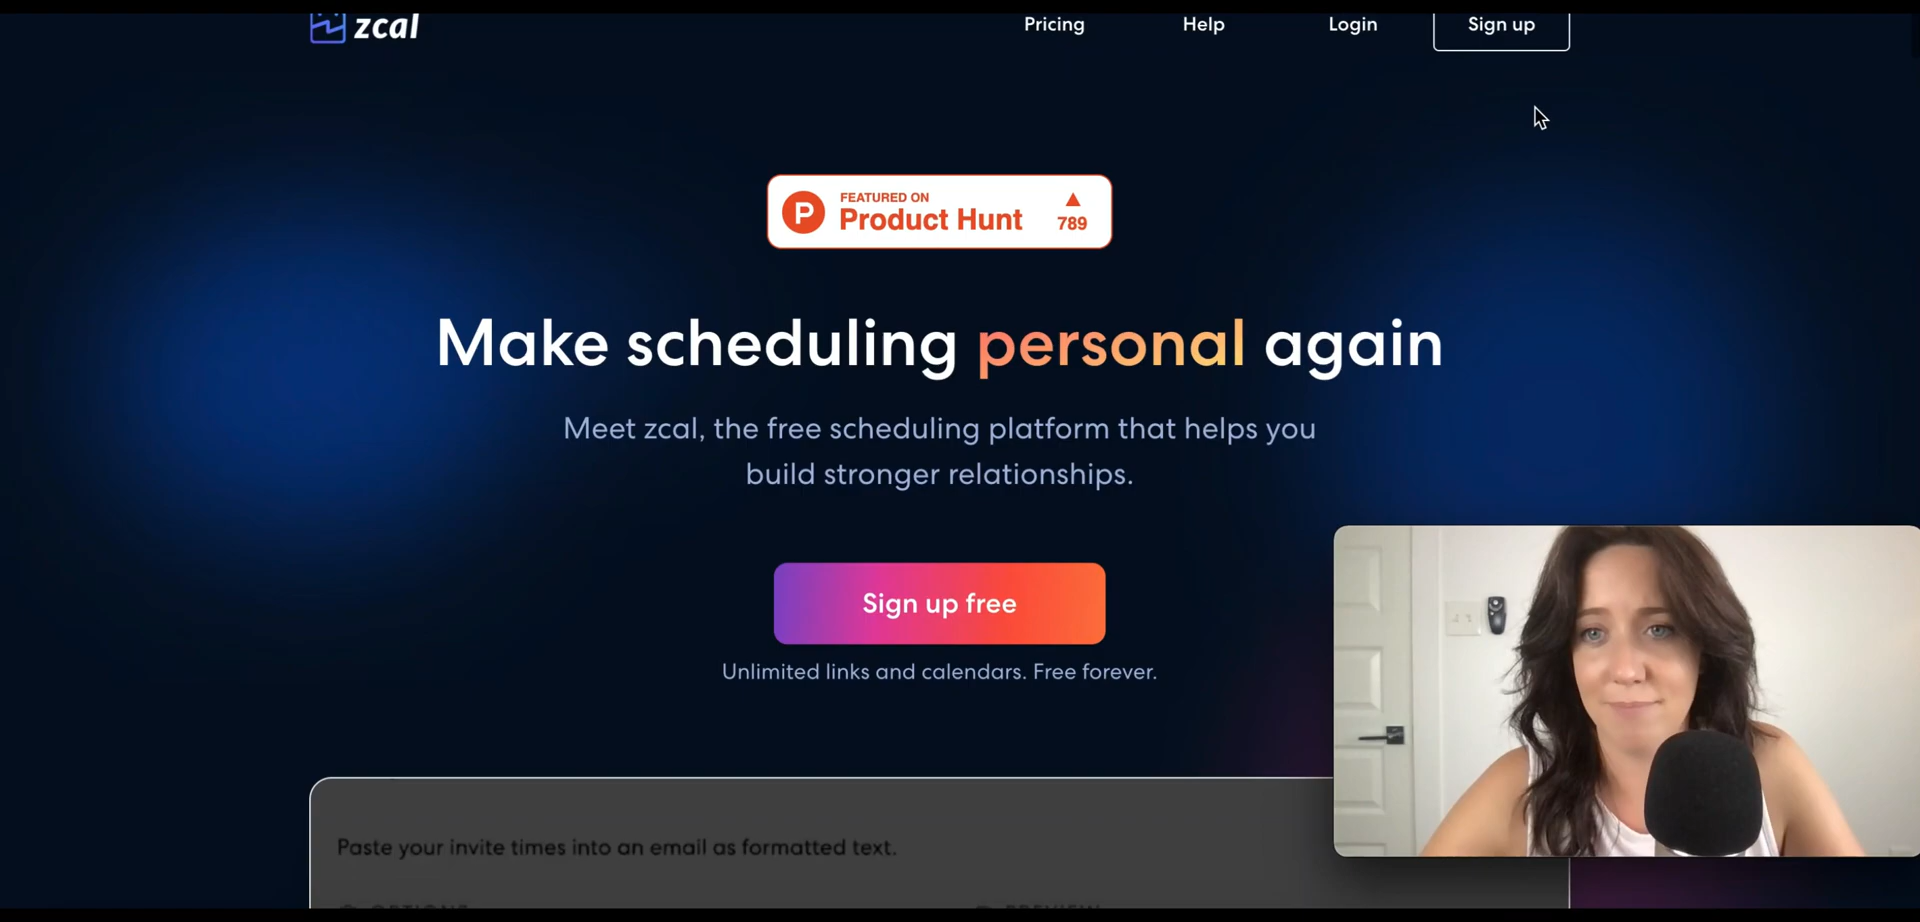 zcal
Pricing
Help
Login
Sign up
FEATURED ON
Product Hunt
789
Make scheduling personal again
Meet zcal, the free scheduling platform that helps you
build stronger relationships.
Sign up free
Unlimited links and calendars. Free forever.
Paste your invite times into an email as formatted text.